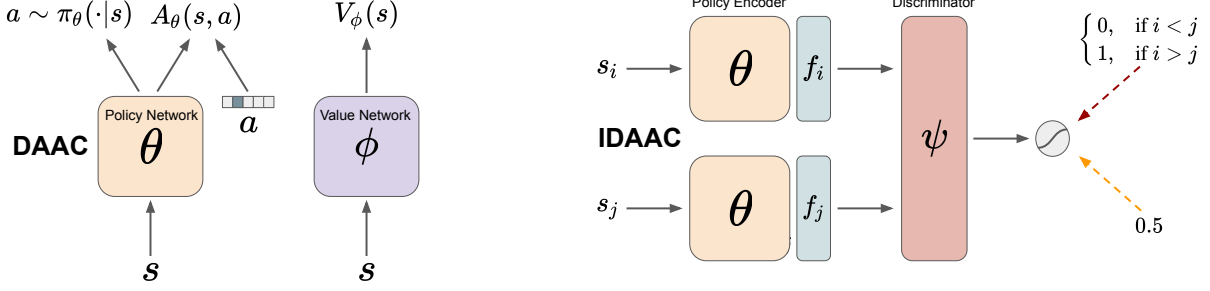 a ∼ π_θ(·|s) A_θ(s, a)
V_ϕ(s)
a
Policy Network
θ
Value Network
ϕ
DAAC
s
s
Policy Encoder
Discriminator
s_i
θ
f_i
IDAAC
ψ
s_j
θ
f_j
{ 0, if i < j
1, if i > j
0.5